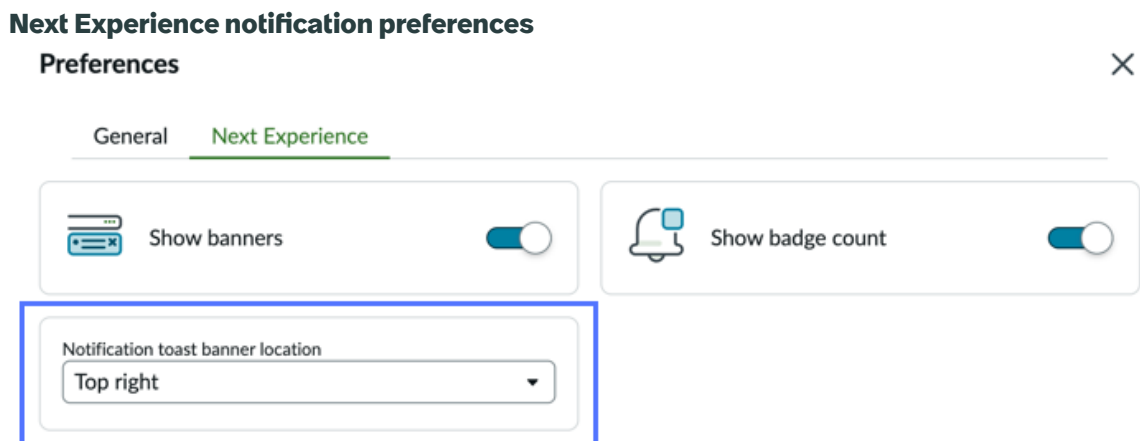 Next Experience notification preferences
Preferences
General Next Experience
Show banners
Show badge count
Notification toast banner location
Top right